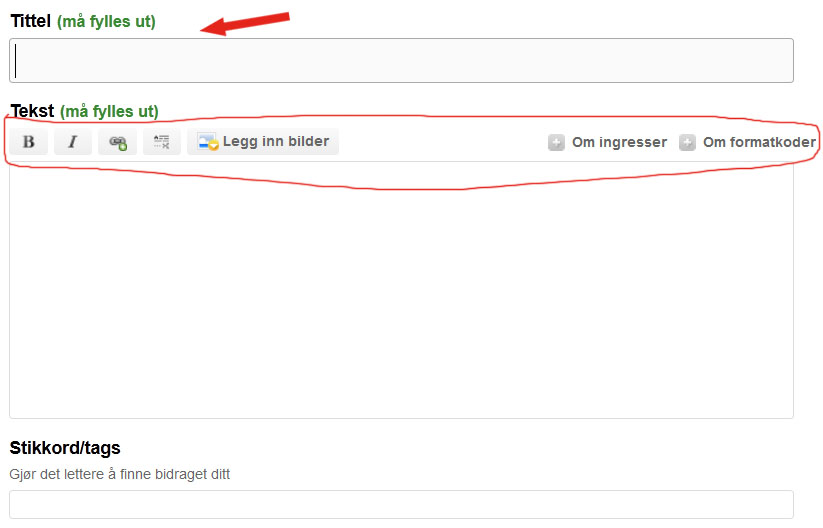 Tittel (må fylles ut)
Tekst (må fylles ut)
B I Legg inn bilder Om ingresser Om formatkoder
Stikkord/tags
Gjør det lettere å finne bidraget ditt